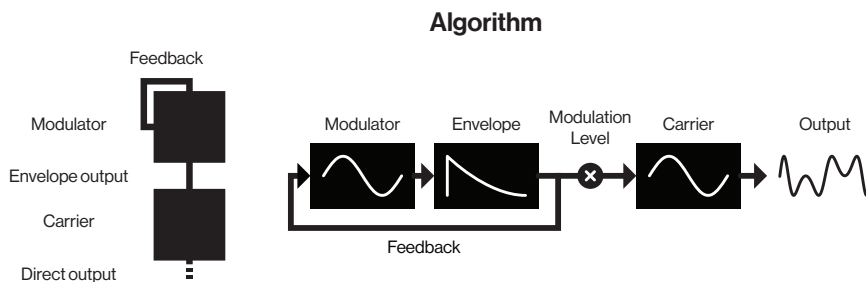 Algorithm
Feedback
Modulator
Envelope output
Carrier
Direct output
Modulator
Envelope
Modulation
Level
Carrier
Output
Feedback